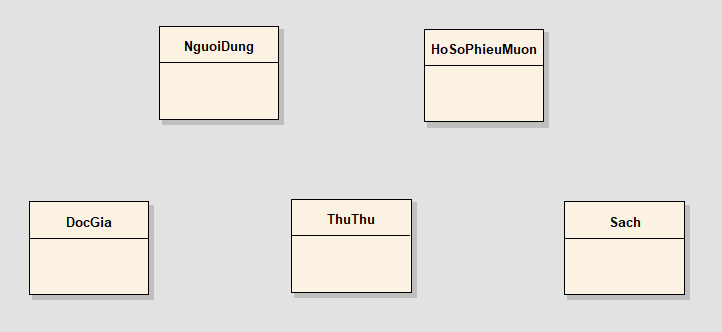 NguoiDung
HoSoPhieuMuon
DocGia
ThuThu
Sach